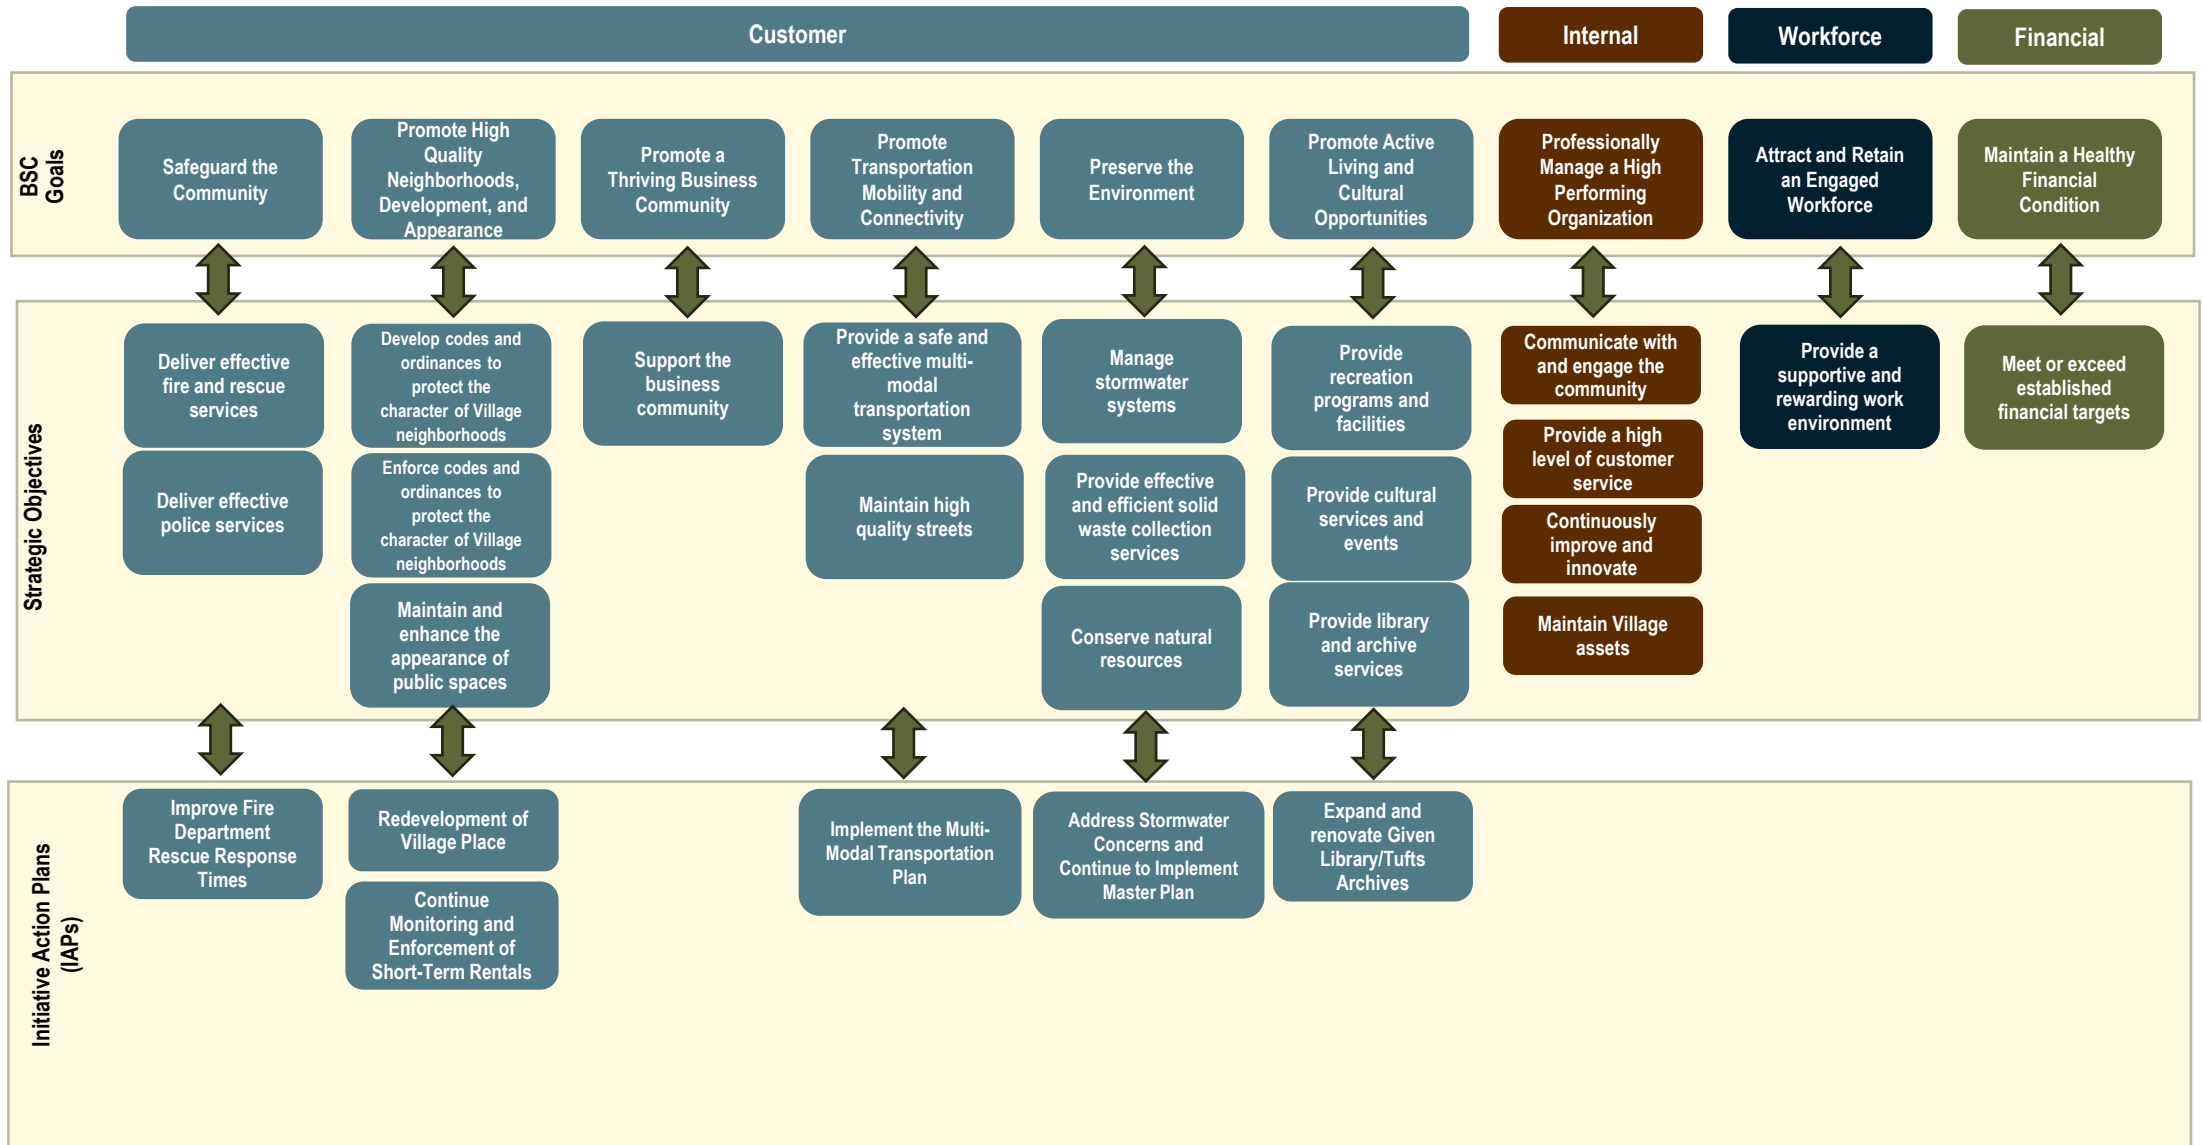 Customer
Internal
Workforce
Financial
BSC
Goals
Safeguard the
Community
Promote High
Quality
Neighborhoods,
Development, and
Appearance
Promote a
Thriving Business
Community
Promote
Transportation
Mobility and
Connectivity
Preserve the
Environment
Promote Active
Living and
Cultural
Opportunities
Professionally
Manage a High
Performing
Organization
Attract and Retain
an Engaged
Workforce
Maintain a Healthy
Financial
Condition
Strategic Objectives
Deliver effective
fire and rescue
services
Deliver effective
police services
Develop codes and
ordinances to
protect the
character of Village
neighborhoods
Enforce codes and
ordinances to
protect the
character of Village
neighborhoods
Maintain and
enhance the
appearance of
public spaces
Support the
business
community
Provide a safe and
effective multi-
modal
transportation
system
Maintain high
quality streets
Manage
stormwater
systems
Provide effective
and efficient solid
waste collection
services
Conserve natural
resources
Provide
recreation
programs and
facilities
Provide cultural
services and
events
Provide library
and archive
services
Communicate with
and engage the
community
Provide a high
level of customer
service
Continuously
improve and
innovate
Maintain Village
assets
Provide a
supportive and
rewarding work
environment
Meet or exceed
established
financial targets
Initiative Action Plans
(IAPs)
Improve Fire
Department
Rescue Response
Times
Redevelopment of
Village Place
Continue
Monitoring and
Enforcement of
Short-Term Rentals
Implement the Multi-
Modal Transportation
Plan
Address Stormwater
Concerns and
Continue to Implement
Master Plan
Expand and
renovate Given
Library/Tufts
Archives